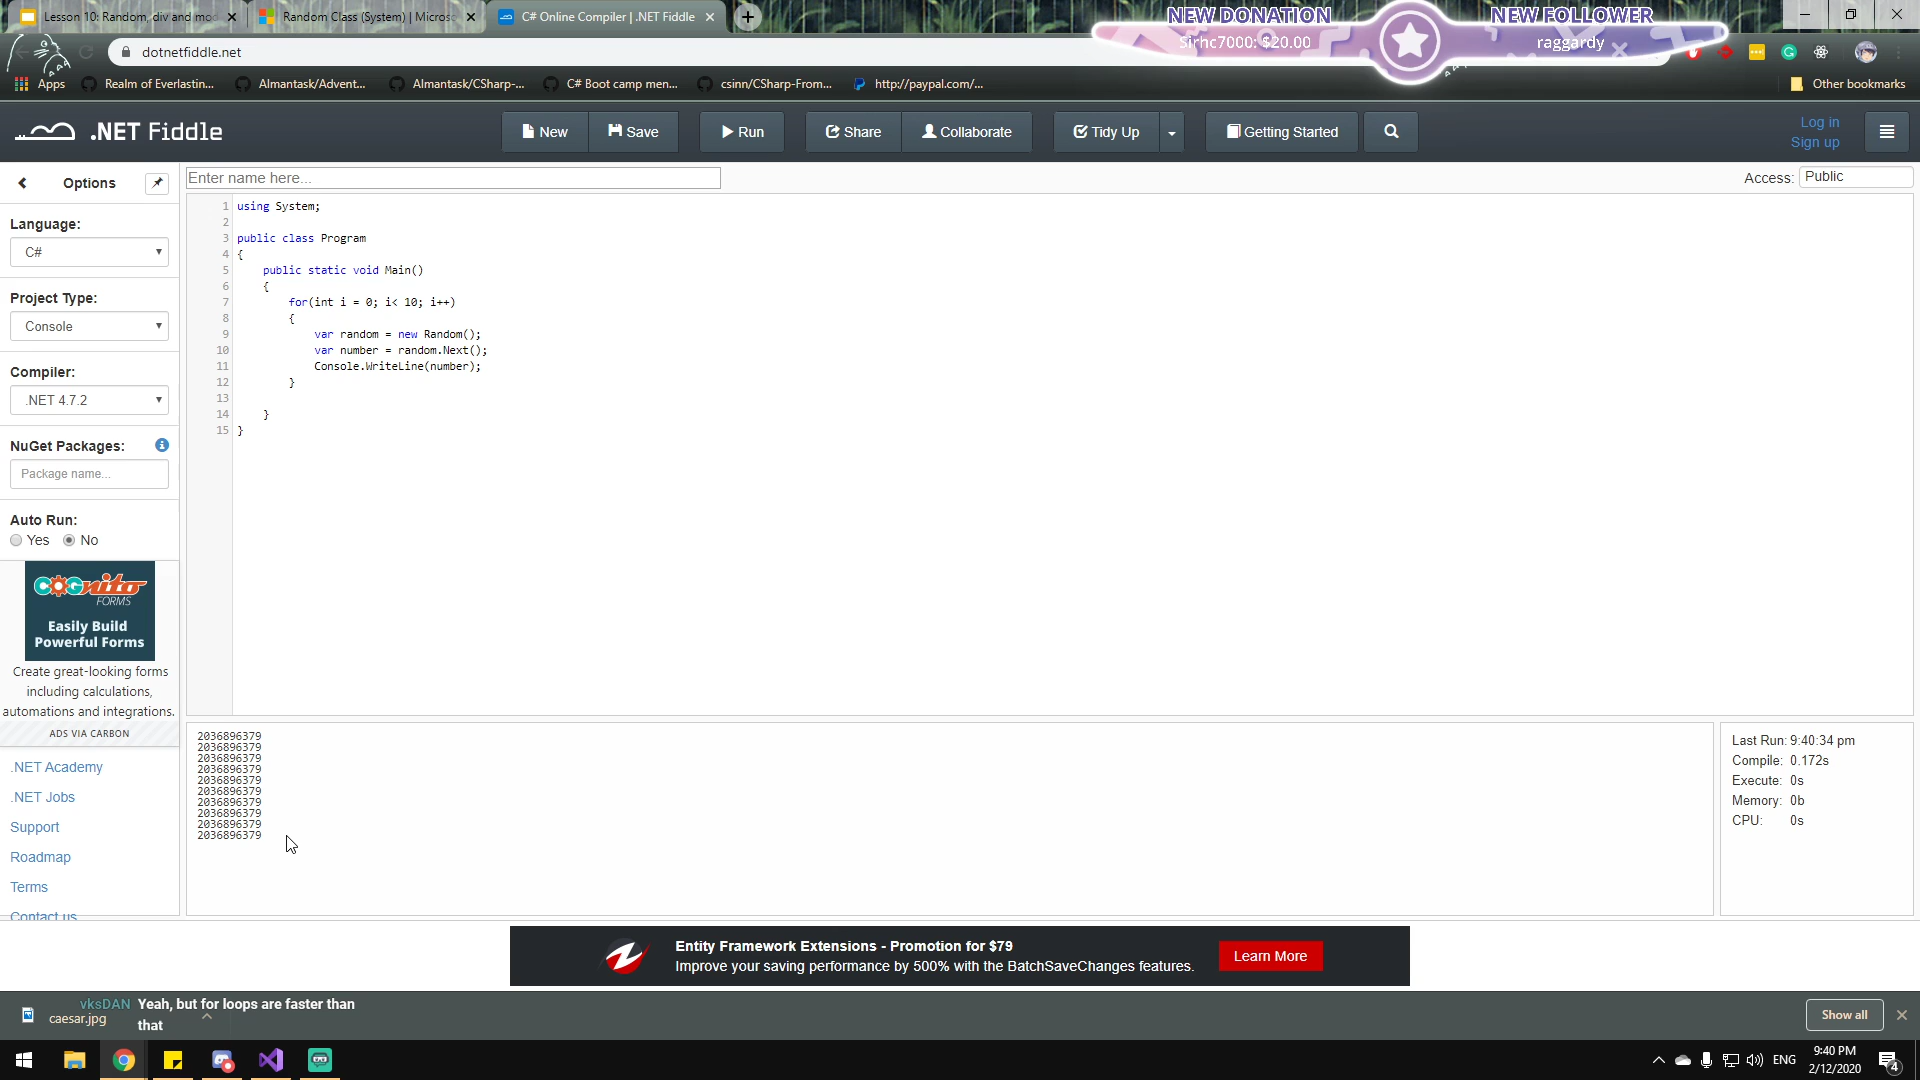 Lesson 10: Random, div and mod
Random Class (System) | Micros
C# Online Compiler | .NET Fiddle
NEW DONATION
Sirhc7000: $20.00
NEW FOLLOWER
raggardy
dotnetfiddle.net
Apps
Realm of Everlastin...
Almantask/Advent...
Almantask/CSharp-...
C# Boot camp men...
csinn/CSharp-From...
http://paypal.com/...
Other bookmarks
.NET Fiddle
New
Save
Run
Share
Collaborate
Tidy Up
Getting Started
Log in
Sign up
Options
Enter name here...
Access: Public
Language:
C#
Project Type:
Console
Compiler:
.NET 4.7.2
NuGet Packages:
Package name...
Auto Run:
Yes No
COGnito
FORMS
Easily Build
Powerful Forms
Create great-looking forms
including calculations,
automations and integrations.
ADS VIA CARBON
.NET Academy
.NET Jobs
Support
Roadmap
Terms
Contact us
1 using System;
2
3 public class Program
4 {
5 public static void Main()
6 {
7 for(int i = 0; i< 10; i++)
8 {
9 var random = new Random();
10 var number = random.Next();
11 Console.WriteLine(number);
12 }
13
14 }
15 }
2036896379
2036896379
2036896379
2036896379
2036896379
2036896379
2036896379
2036896379
2036896379
2036896379
Last Run: 9:40:34 pm
Compile: 0.172s
Execute: 0s
Memory: 0b
CPU: 0s
Entity Framework Extensions - Promotion for $79
Improve your saving performance by 500% with the BatchSaveChanges features.
Learn More
vksDAN Yeah, but for loops are faster than
that
caesar.jpg
Show all
ENG
9:40 PM
2/12/2020
4